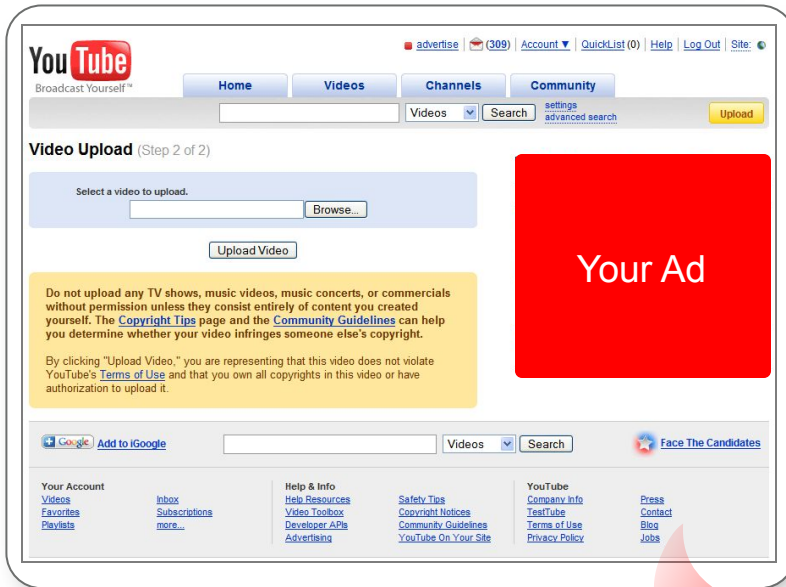 You Tube
Broadcast Yourself™
advertise (309) Account ▼ QuickList (0) Help Log Out Site:
Home Videos Channels Community
Videos Search settings
advanced search
Upload
Video Upload (Step 2 of 2)
Select a video to upload.
Browse...
Upload Video
Your Ad
Do not upload any TV shows, music videos, music concerts, or commercials
without permission unless they consist entirely of content you created
yourself. The Copyright Tips page and the Community Guidelines can help
you determine whether your video infringes someone else's copyright.
By clicking "Upload Video," you are representing that this video does not violate
YouTube's Terms of Use and that you own all copyrights in this video or have
authorization to upload it.
Google Add to iGoogle Videos Search Face The Candidates
Your Account Help & Info YouTube
Videos Inbox Help Resources Safety Tips Company Info Press
Favorites Subscriptions Video Toolbox Copyright Notices TestTube Contact
Playlists more... Developer APIs Community Guidelines Terms of Use Blog
Advertising YouTube On Your Site Privacy Policy Jobs